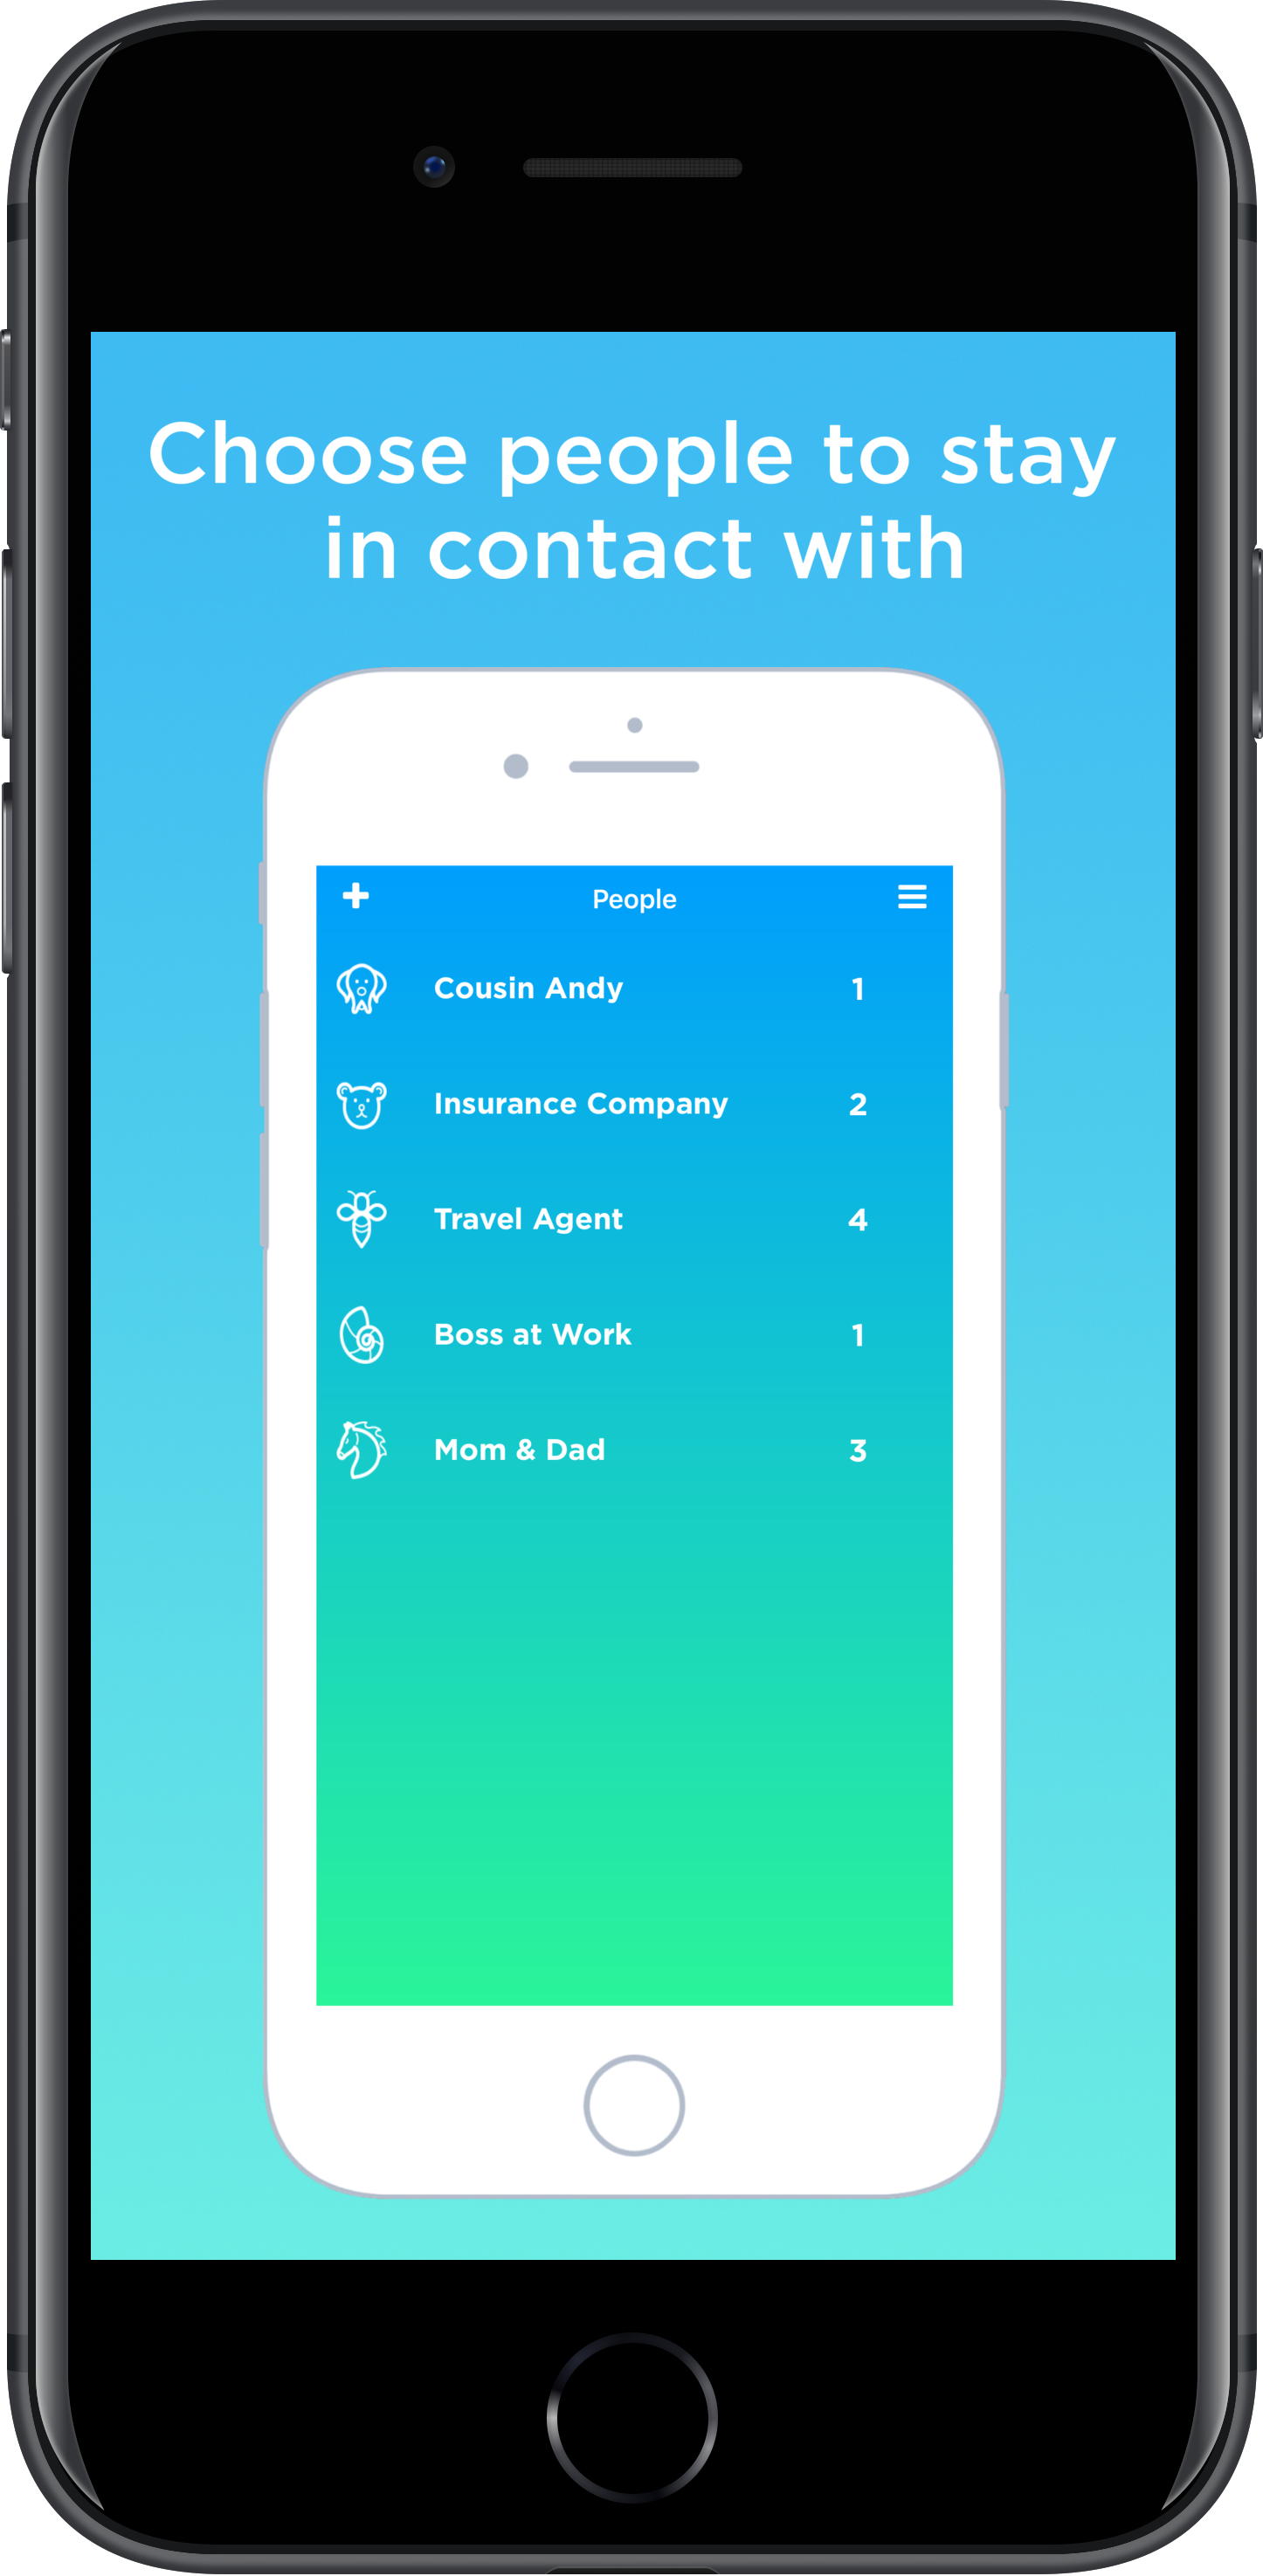 Choose people to stay
in contact with
People
Cousin Andy 1
Insurance Company 2
Travel Agent 4
Boss at Work 1
Mom & Dad 3